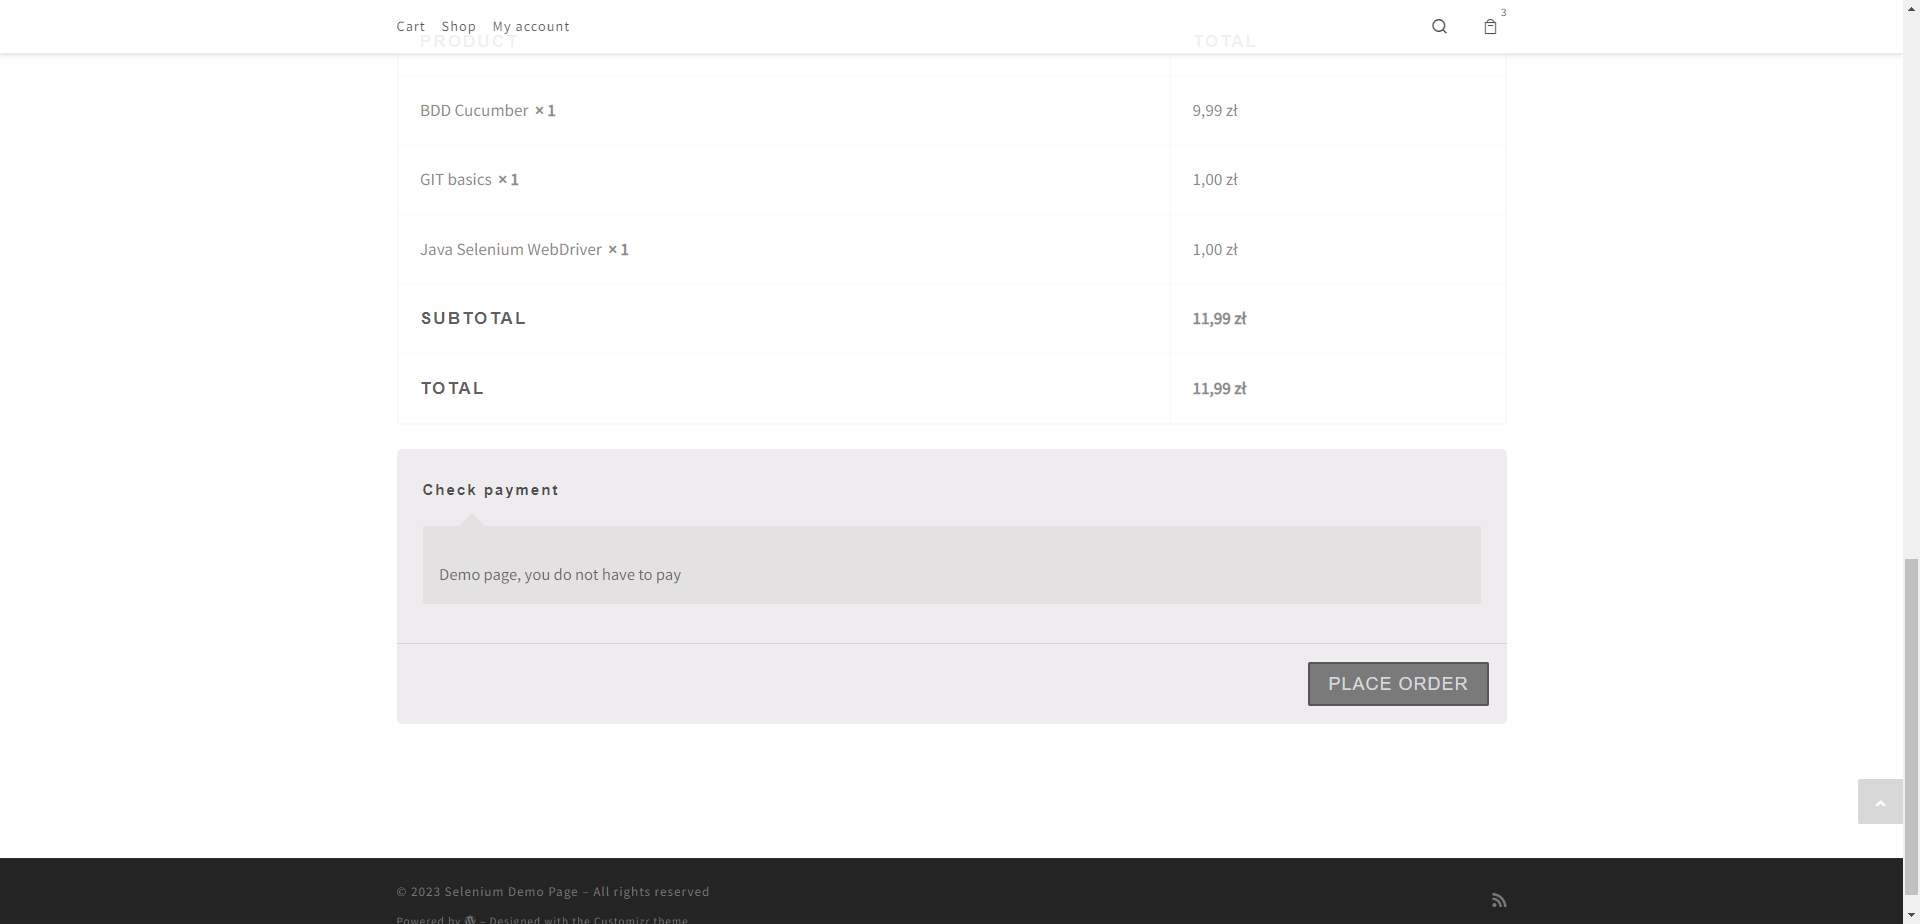 Cart Shop My account 3
PRODUCT TOTAL
BDD Cucumber × 1 9,99 zł
GIT basics × 1 1,00 zł
Java Selenium WebDriver × 1 1,00 zł
SUBTOTAL 11,99 zł
TOTAL 11,99 zł
Check payment
Demo page, you do not have to pay
PLACE ORDER
© 2023 Selenium Demo Page – All rights reserved
Powered by – Designed with the Customizr theme